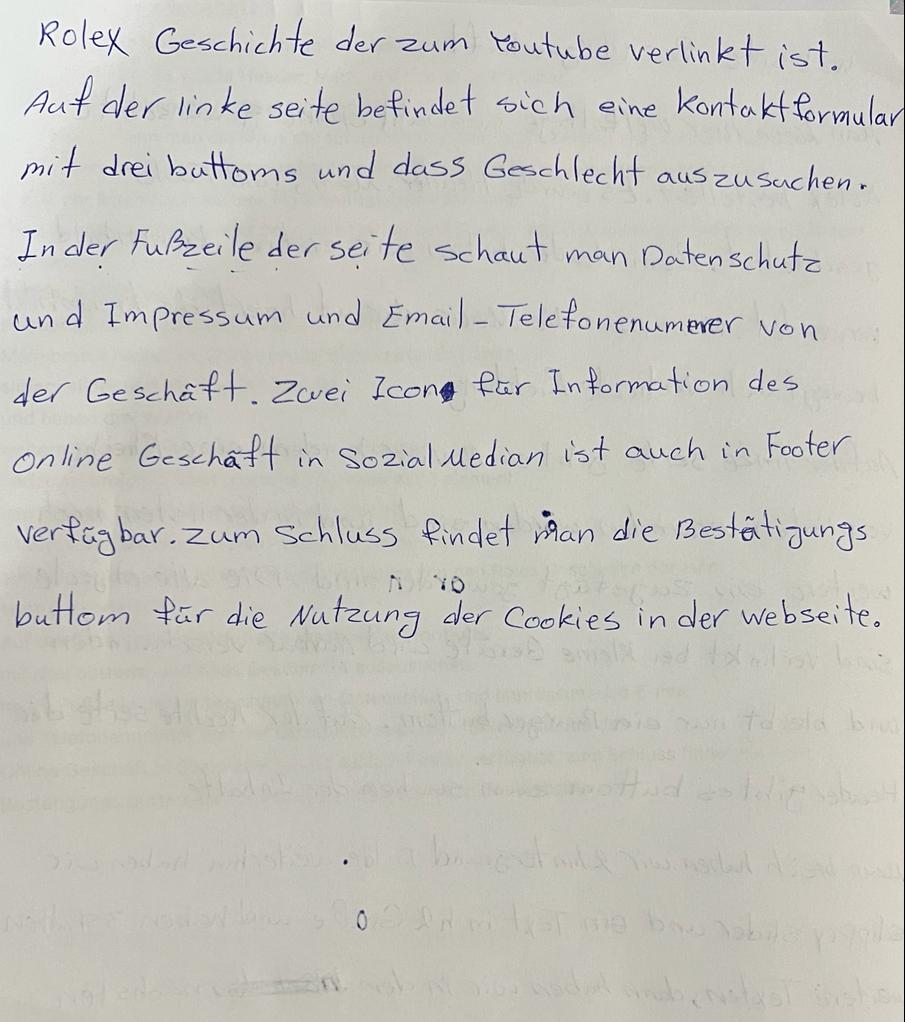 Rolex Geschichte der zum Youtube verlinkt ist.
Auf der linke seite befindet sich eine Kontaktformular
mit drei buttoms und dass Geschlecht auszusuchen.
In der Fußzeile der seite schaut man Datenschutz
und Impressum und Email-Telefonenumerer von
der Geschäft. Zwei Icons für Information des
Online Geschäft in Sozial Median ist auch in Footer
verfügbar. Zum Schluss findet man die Bestätigungs
buttom für die Nutzung der Cookies in der webseite.